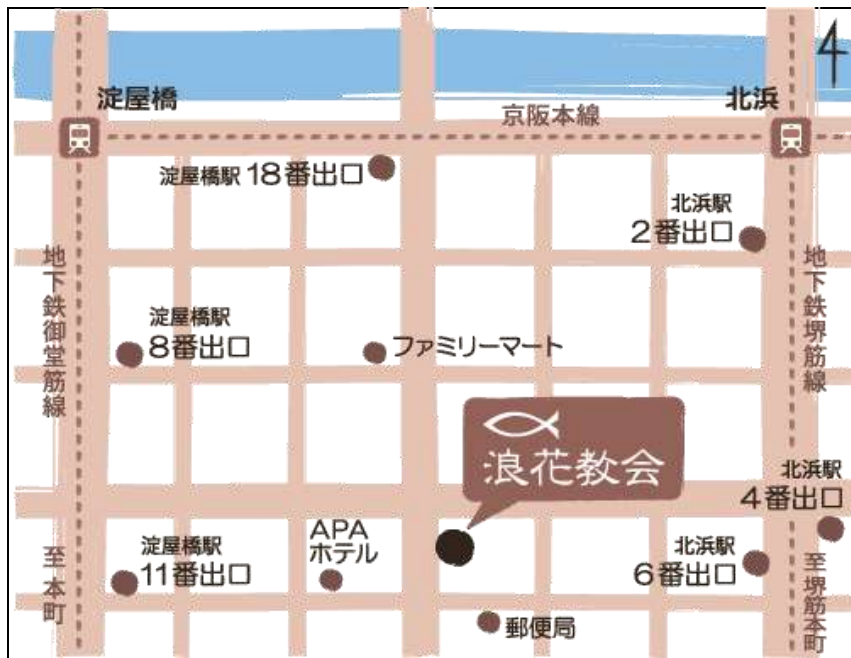 淀屋橋
北浜
京阪本線
淀屋橋駅 18番出口
北浜駅
2番出口
地下鉄御堂筋線
地下鉄堺筋線
淀屋橋駅
8番出口
ファミリーマート
浪花教会
北浜駅
4番出口
APA
ホテル
淀屋橋駅
11番出口
北浜駅
6番出口
至本町
至堺筋本町
郵便局